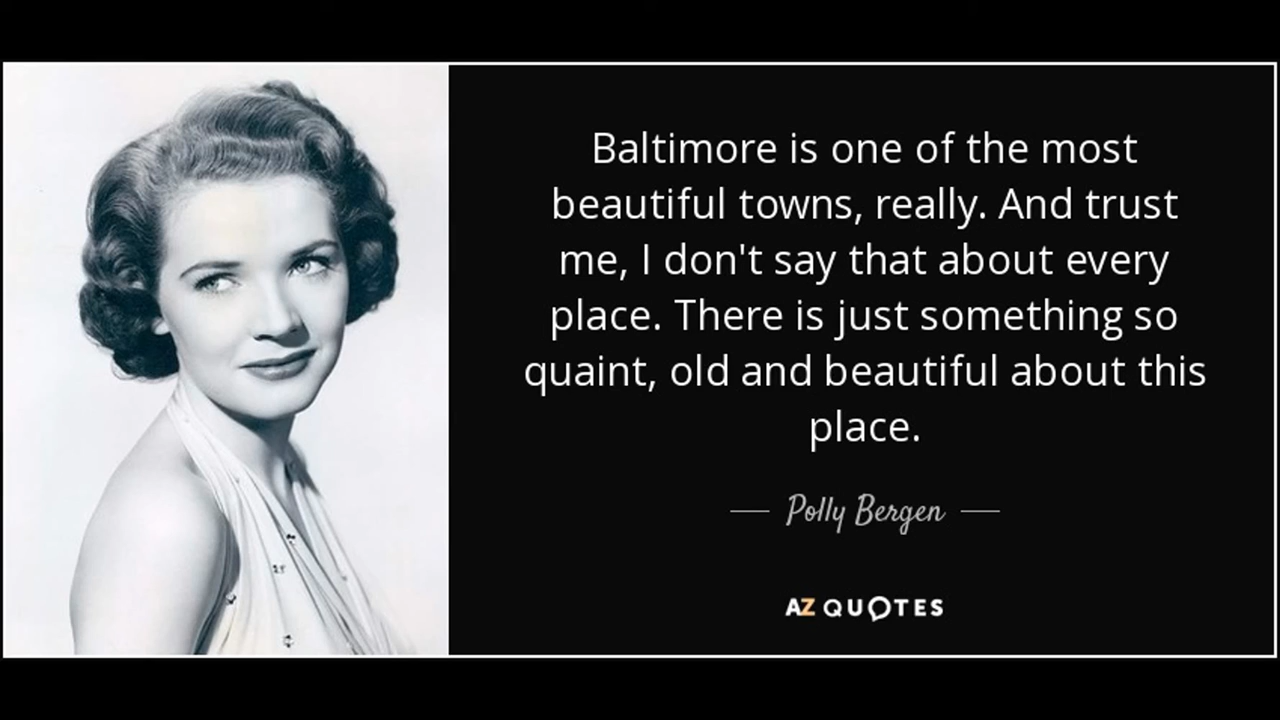 Baltimore is one of the most
beautiful towns, really. And trust
me, I don't say that about every
place. There is just something so
quaint, old and beautiful about this
place.
Polly Bergen
AZ QUOTES